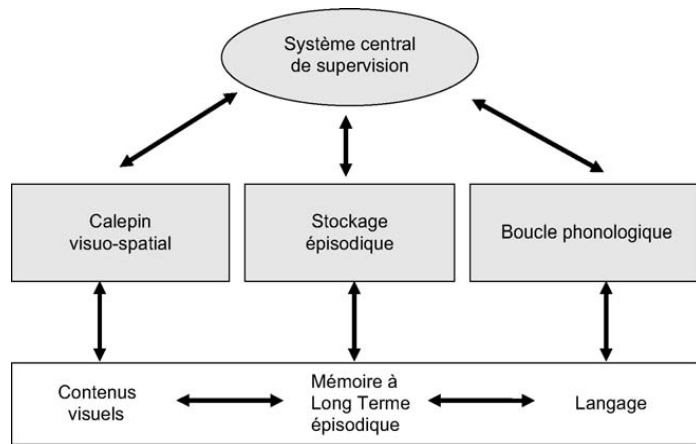 Système central
de supervision
Calepin
visuo-spatial
Stockage
épisodique
Boucle phonologique
Contenus
visuels
Mémoire à
Long Terme
épisodique
Langage